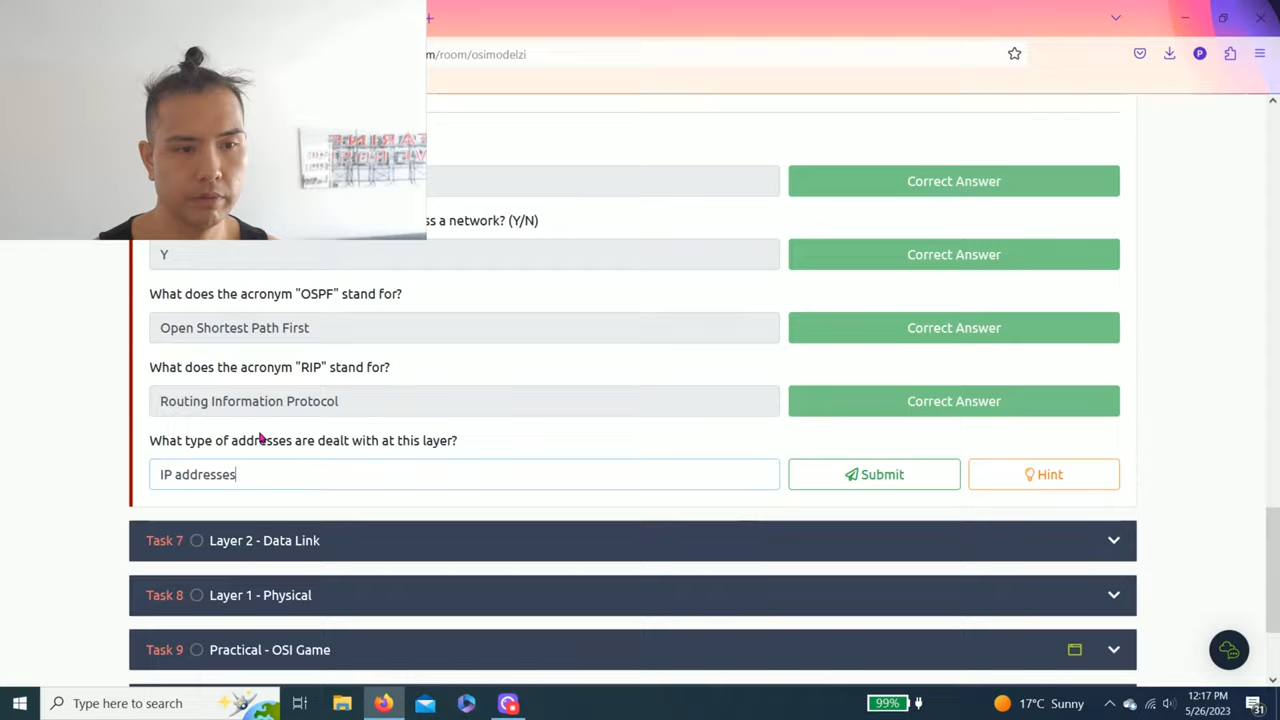 m/room/osimodelzi
Correct Answer
ss a network? (Y/N)
Y
Correct Answer
What does the acronym "OSPF" stand for?
Open Shortest Path First
Correct Answer
What does the acronym "RIP" stand for?
Routing Information Protocol
Correct Answer
What type of addresses are dealt with at this layer?
IP addresses
Submit
Hint
Task 7 Layer 2 - Data Link
Task 8 Layer 1 - Physical
Task 9 Practical - OSI Game
Type here to search
99%
17°C Sunny
12:17 PM
5/26/2023
31